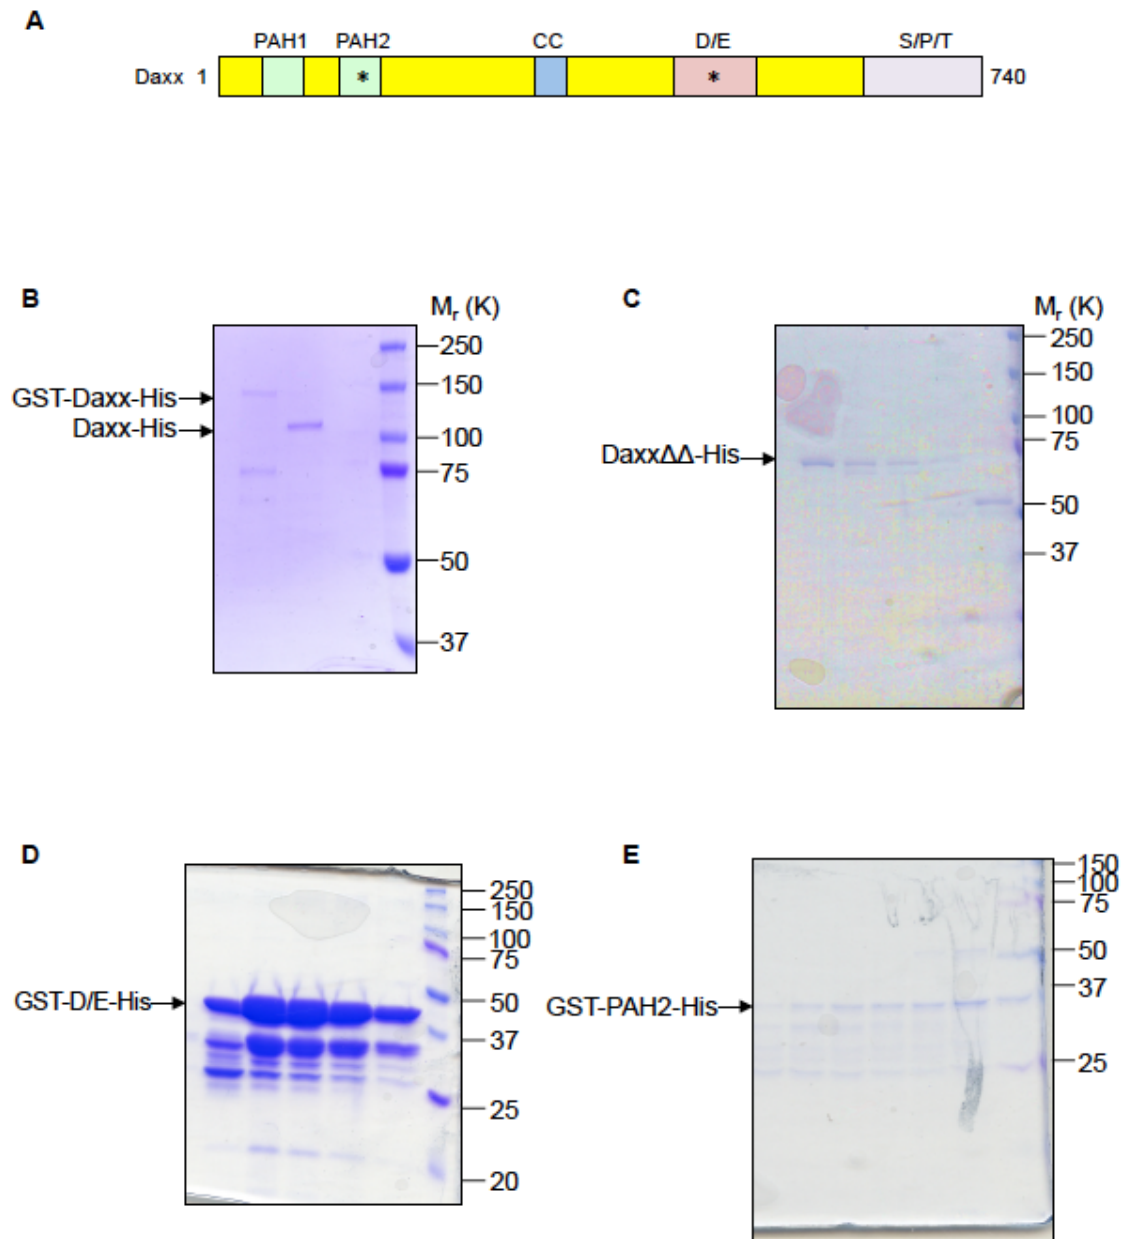 A
PAH1 PAH2 CC D/E S/P/T
Daxx 1 * * 740
B
Mr (K)
250
150
GST-Daxx-His
Daxx-His
100
75
50
37
C
Mr (K)
250
150
100
75
DaxxΔΔ-His
50
37
D
250
150
100
75
GST-D/E-His
50
37
25
20
E
150
100
75
50
37
GST-PAH2-His
25